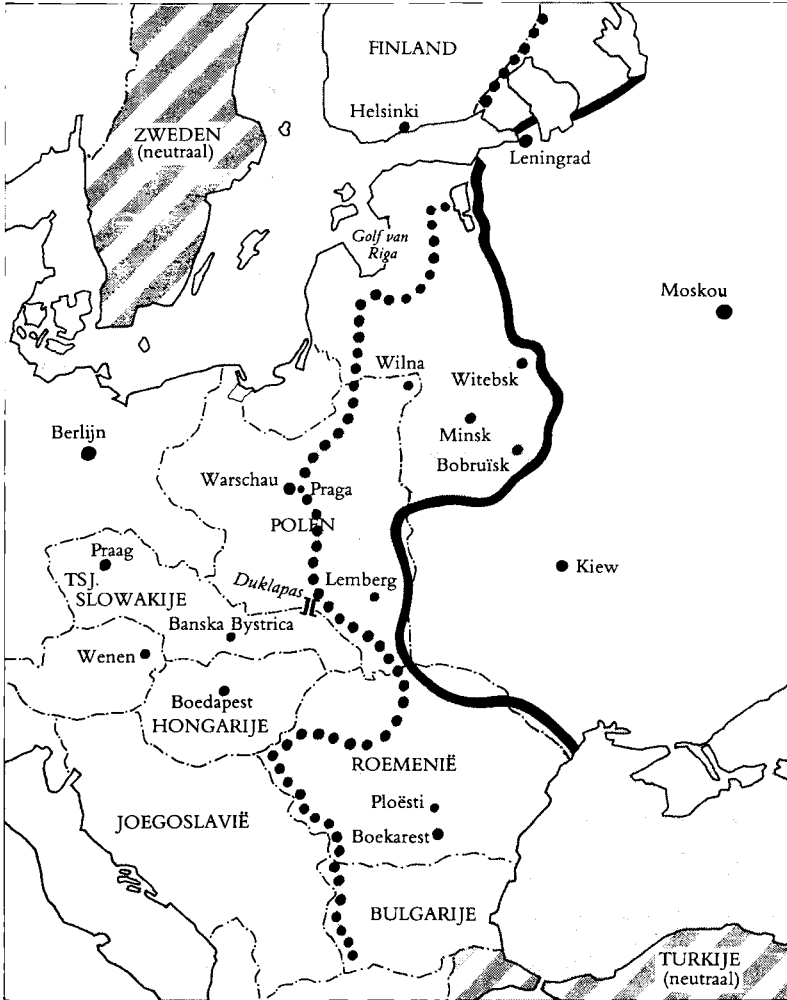 FINLAND
Helsinki
ZWEDEN
(neutraal)
Leningrad
Golf van
Riga
Moskou
Wilna
Witebsk
Minsk
Bobruïsk
Berlijn
Warschau
Praga
POLEN
Praag
TSJ.
SLOWAKIJE
Duklapas
Lemberg
Kiew
Banska Bystrica
Wenen
Boedapest
HONGARIJE
ROEMENIË
Ploësti
JOEGOSLAVIË
Boekarest
BULGARIJE
TURKIJE
(neutraal)